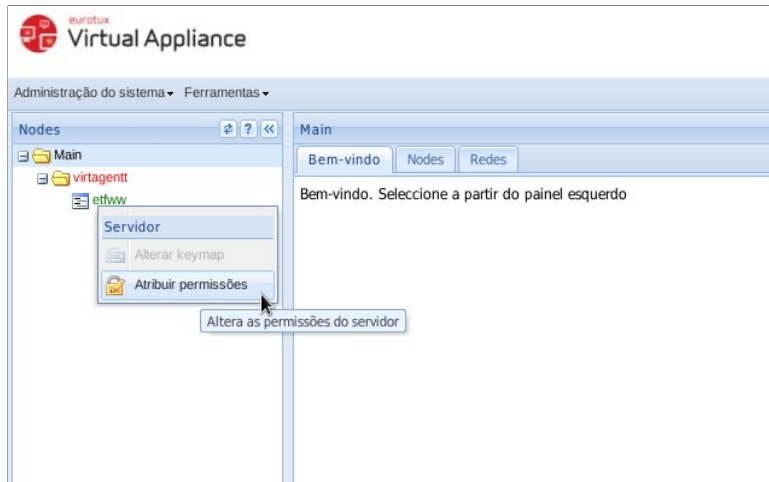 eurotux
Virtual Appliance
Administração do sistema Ferramentas
Nodes ?
Main
virtagentt
etfww
Servidor
Alterar keymap
Atribuir permissões
Altera as permissões do servidor
Main
Bem-vindo Nodes Redes
Bem-vindo. Seleccione a partir do painel esquerdo